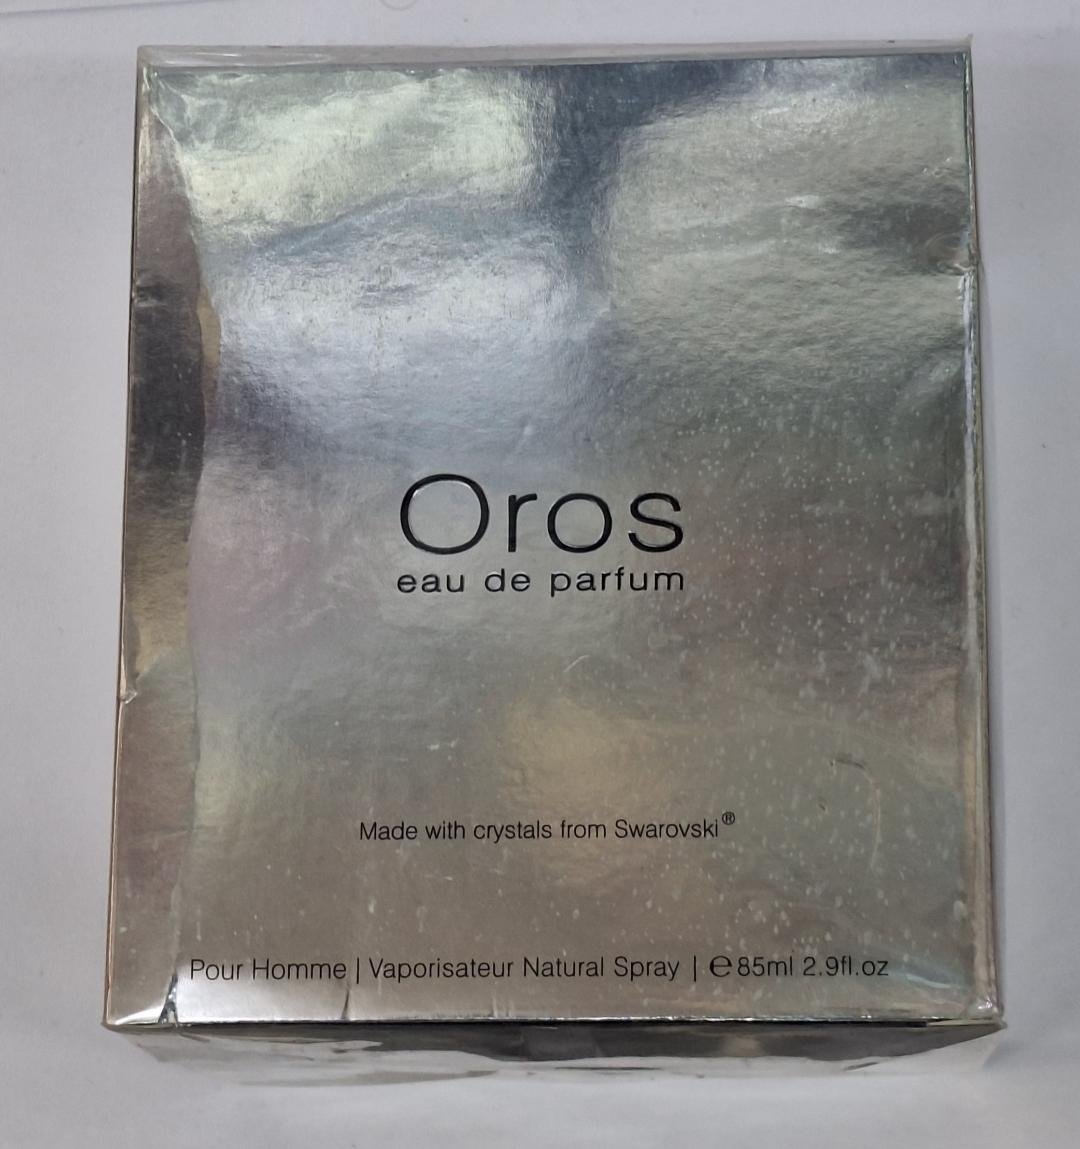 Oros
eau de parfum
Made with crystals from Swarovski®
Pour Homme | Vaporisateur Natural Spray | ℮85ml 2.9fl.oz